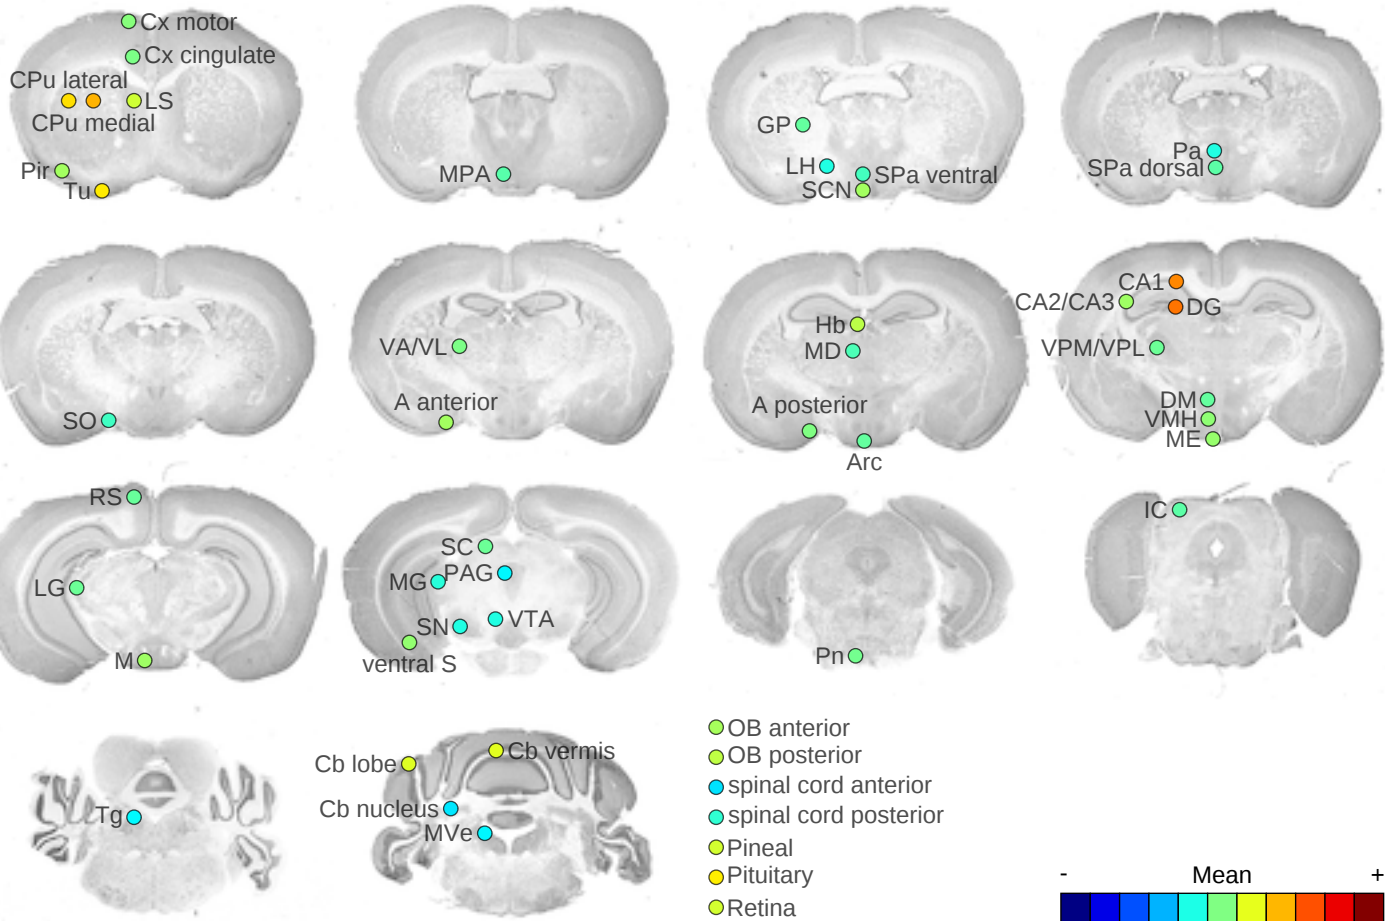 Cx motor
Cx cingulate
CPu lateral
LS
CPu medial
Pir
Tu
MPA
GP
LH
SPa ventral
SCN
Pa
SPa dorsal
SO
VA/VL
A anterior
Hb
MD
A posterior
Arc
CA1
CA2/CA3
DG
VPM/VPL
DM
VMH
ME
RS
LG
M
SC
PAG
MG
VTA
SN
ventral S
Pn
IC
Tg
Cb lobe
Cb vermis
Cb nucleus
MVe
OB anterior
OB posterior
spinal cord anterior
spinal cord posterior
Pineal
Pituitary
Retina
- Mean +